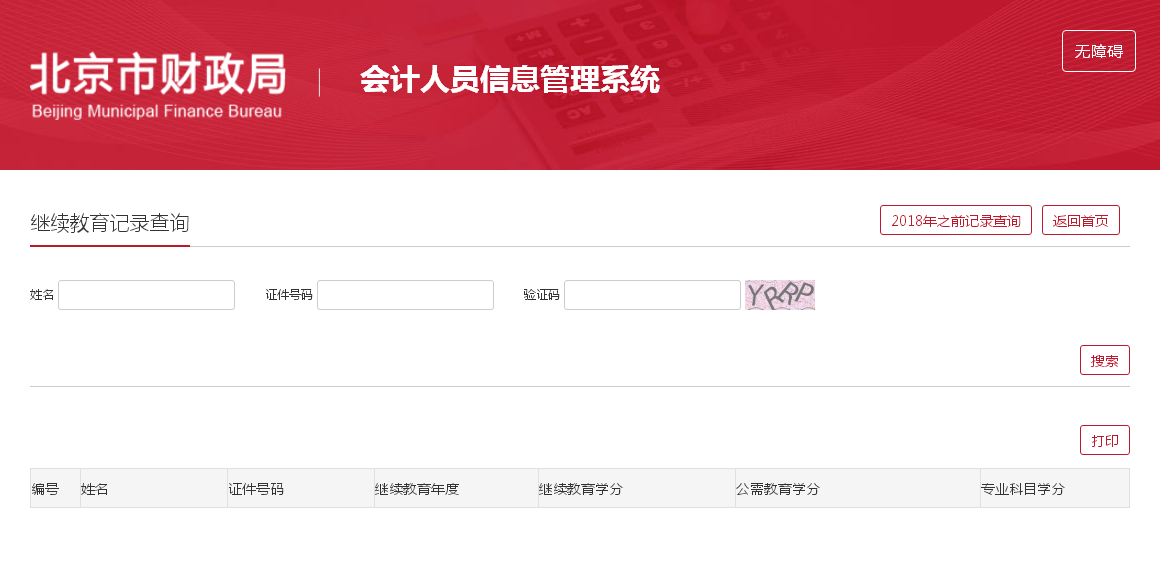 无障碍
北京市财政局
Beijing Municipal Finance Bureau
会计人员信息管理系统
继续教育记录查询
2018年之前记录查询
返回首页
姓名
证件号码
验证码
YRRP
搜索
打印
编号 姓名 证件号码 继续教育年度 继续教育学分 公需教育学分 专业科目学分